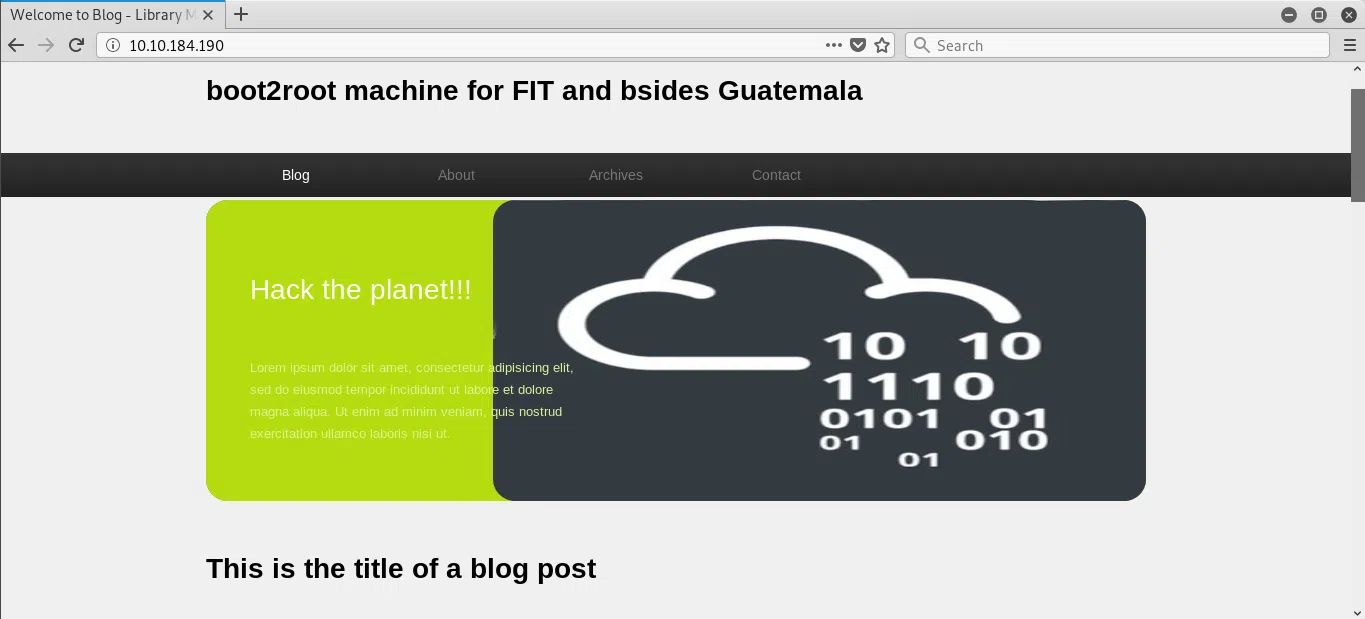 Welcome to Blog - Library M
10.10.184.190
Search
boot2root machine for FIT and bsides Guatemala
Blog About Archives Contact
Hack the planet!!!
Lorem ipsum dolor sit amet, consectetur adipisicing elit,
sed do eiusmod tempor incididunt ut labore et dolore
magna aliqua. Ut enim ad minim veniam, quis nostrud
exercitation ullamco laboris nisi ut.
10 10
1110
0101 01
01 010
01
This is the title of a blog post